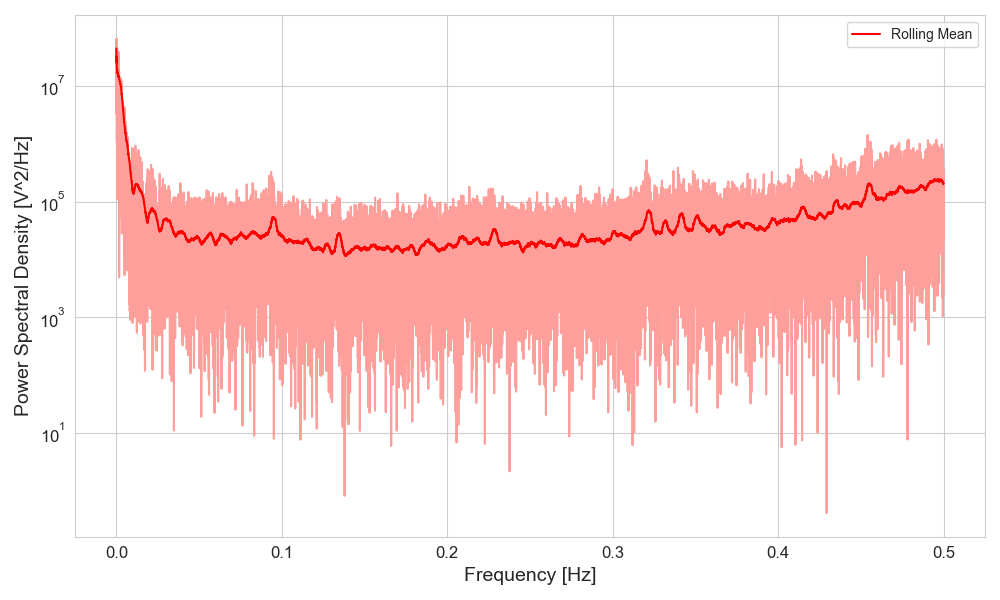 Rolling Mean
Power Spectral Density [V^2/Hz]
10^7
10^5
10^3
10^1
0.0 0.1 0.2 0.3 0.4 0.5
Frequency [Hz]